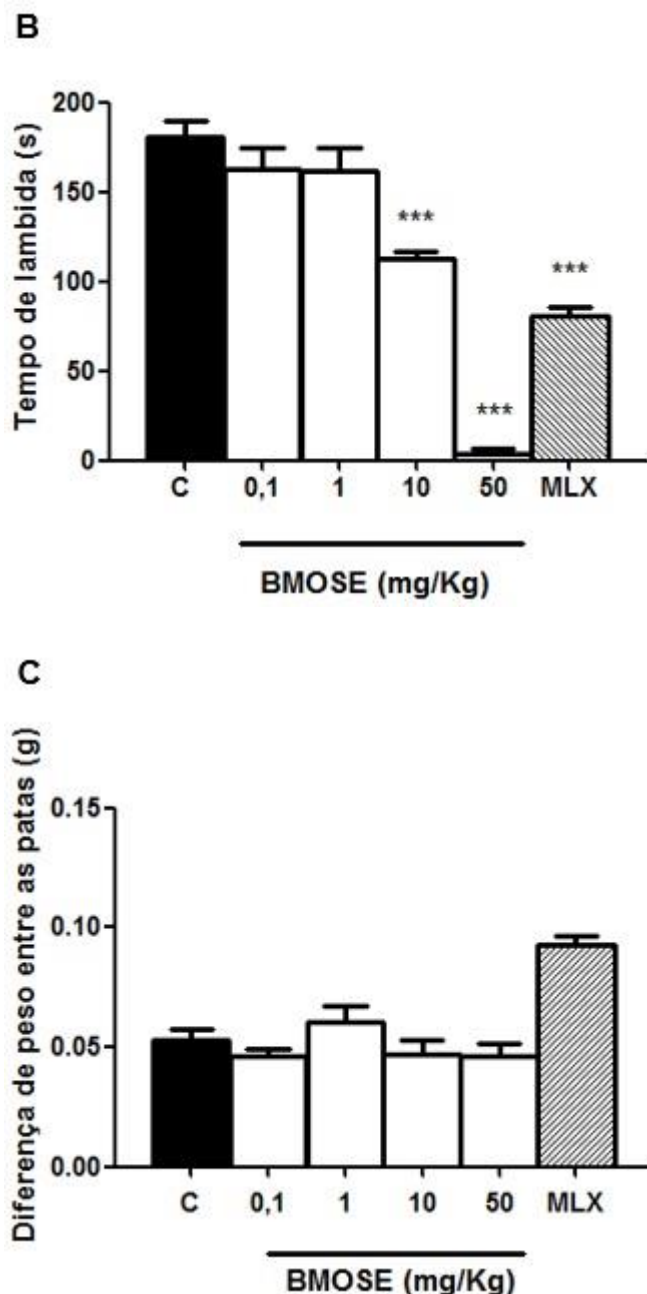 B
Tempo de lambida (s)
200
150
100
50
0
***
***
***
C 0,1 1 10 50 MLX
BMOSE (mg/Kg)
C
Diferença de peso entre as patas (g)
0.15
0.10
0.05
0.00
C 0,1 1 10 50 MLX
BMOSE (mg/Kg)